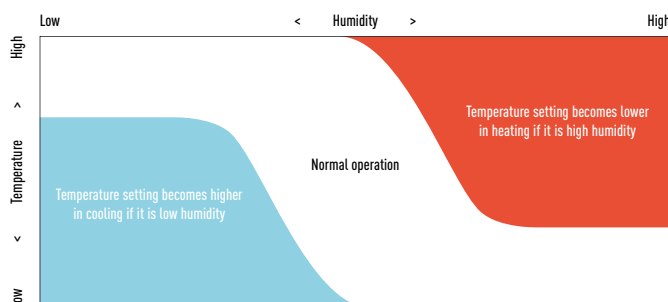 Low < Humidity > High
High
>
Temperature
<
Temperature setting becomes lower
in heating if it is high humidity
Normal operation
Temperature setting becomes higher
in cooling if it is low humidity